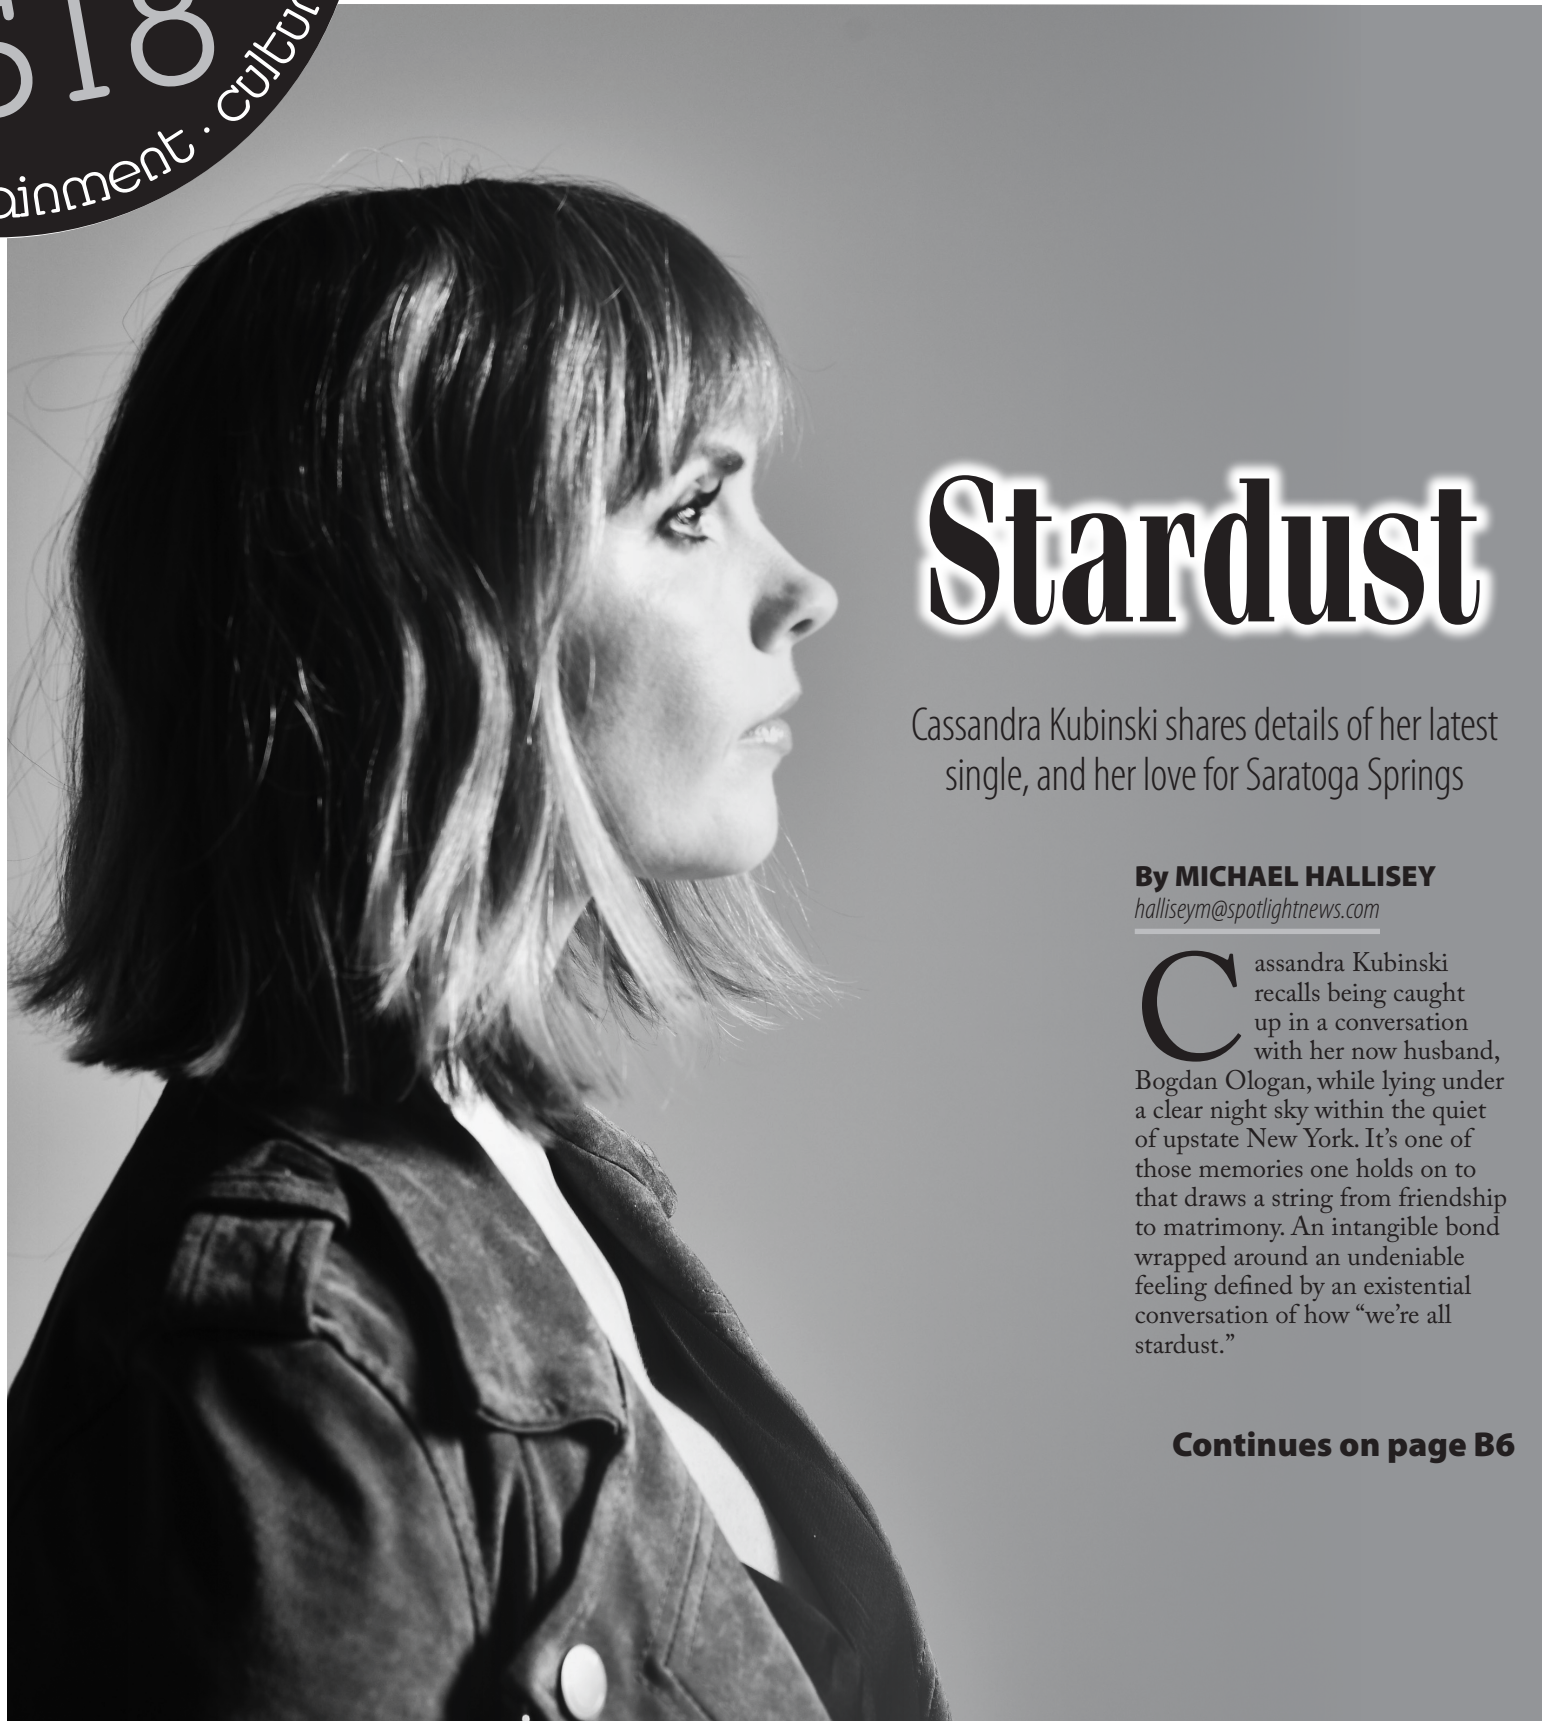 518
ainment · cultur
Stardust
Cassandra Kubinski shares details of her latest
single, and her love for Saratoga Springs
By MICHAEL HALLISEY
halliseym@spotlightnews.com
Cassandra Kubinski
recalls being caught
up in a conversation
with her now husband,
Bogdan Ologan, while lying under
a clear night sky within the quiet
of upstate New York. It’s one of
those memories one holds on to
that draws a string from friendship
to matrimony. An intangible bond
wrapped around an undeniable
feeling defined by an existential
conversation of how “we’re all
stardust.”
Continues on page B6